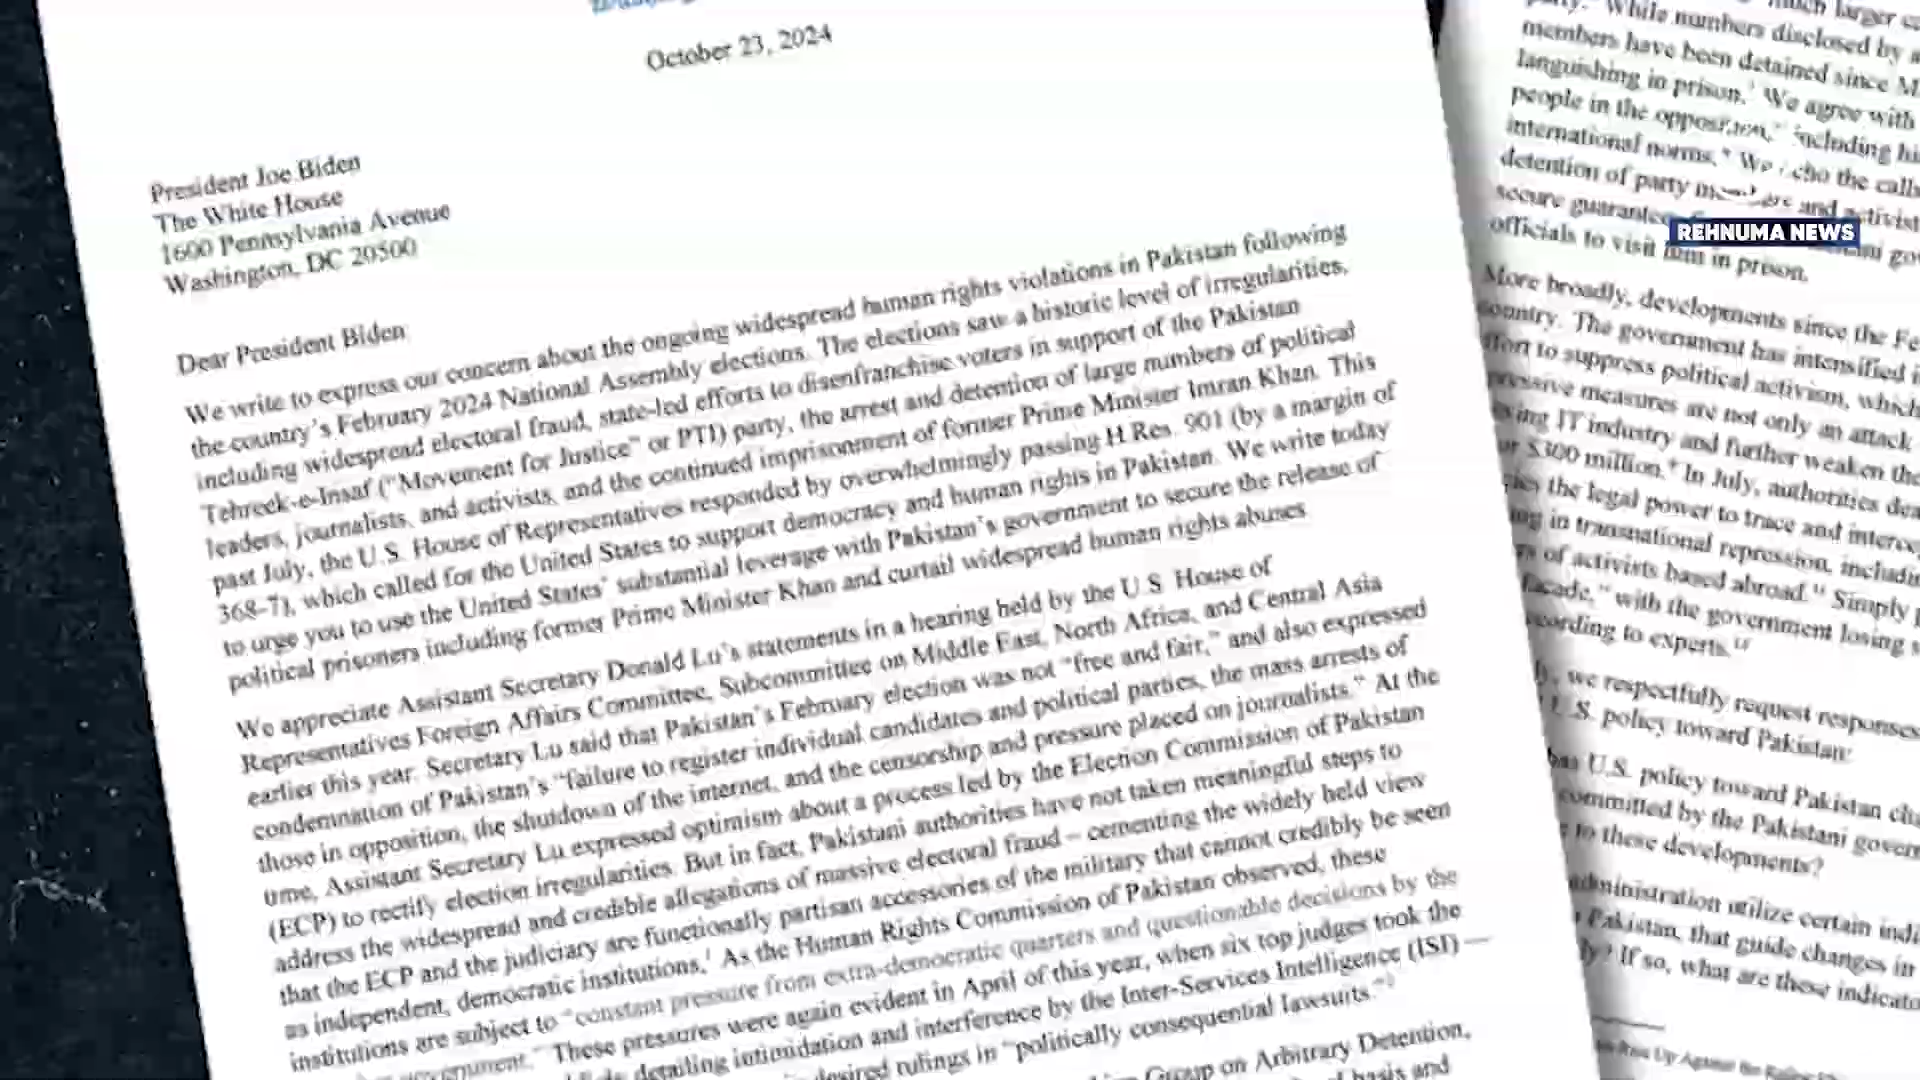 October 23, 2024
President Joe Biden
The White House
1600 Pennsylvania Avenue
Washington, DC 20500
Dear President Biden
We write to express our concern about the ongoing widespread human rights violations in Pakistan following
the country's February 2024 National Assembly elections. The elections saw a historic level of irregularities,
including widespread electoral fraud, state-led efforts to disenfranchise voters in support of the Pakistan
Tehreek-e-Insaf ("Movement for Justice" or PTI) party, the arrest and detention of large numbers of political
leaders, journalists, and activists, and the continued imprisonment of former Prime Minister Imran Khan. This
past July, the U.S. House of Representatives responded by overwhelmingly passing H.Res. 901 (by a margin of
368-7), which called for the United States to support democracy and human rights in Pakistan. We write today
to urge you to use the United States' substantial leverage with Pakistan's government to secure the release of
political prisoners including former Prime Minister Khan and curtail widespread human rights abuses
We appreciate Assistant Secretary Donald Lu's statements in a hearing held by the U.S. House of
Representatives Foreign Affairs Committee, Subcommittee on Middle East, North Africa, and Central Asia
earlier this year. Secretary Lu said that Pakistan's February election was not "free and fair," and also expressed
condemnation of Pakistan's "failure to register individual candidates and political parties, the mass arrests of
those in opposition, the shutdown of the internet, and the censorship and pressure placed on journalists." At the
time, Assistant Secretary Lu expressed optimism about a process led by the Election Commission of Pakistan
(ECP) to rectify election irregularities. But in fact, Pakistani authorities have not taken meaningful steps to
address the widespread and credible allegations of massive electoral fraud – cementing the widely held view
that the ECP and the judiciary are functionally partisan accessories of the military that cannot credibly be seen
as independent, democratic institutions. As the Human Rights Commission of Pakistan observed, these
institutions are subject to "constant pressure from extra-democratic quarters and questionable decisions by the
These pressures were again evident in April of this year, when six top judges took the
detailing intimidation and interference by the Inter-Services Intelligence (ISI) —
desired rulings in "politically consequential lawsuits."
Group on Arbitrary Detention,
basis and
much larger
party." While numbers disclosed by
members have been detained since
languishing in prison. We agree with
people in the opposition," including
international norms. We echo the calls
detention of party members and
secure
officials to visit him in prison.
REHNUMA NEWS
More broadly, developments since the
country. The government has intensified
to suppress political activism, which
measures are not only an attack
IT industry and further weaken the
$300 million. In July, authorities
the legal power to trace and
in transnational repression,
of activists based abroad. Simply
with the government losing
according to experts.
we respectfully request responses
U.S. policy toward Pakistan:
has U.S. policy toward Pakistan
committed by the Pakistani
to these developments?
administration utilize certain
Pakistan, that guide changes in
If so, what are those